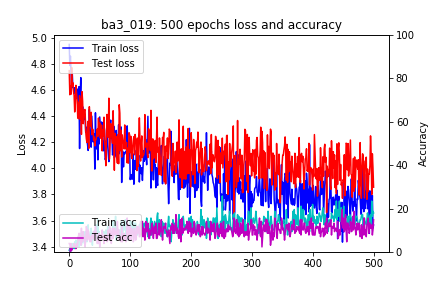 ba3_019: 500 epochs loss and accuracy
Train loss
Test loss
Train acc
Test acc
Loss
5.0
4.8
4.6
4.4
4.2
4.0
3.8
3.6
3.4
Accuracy
100
80
60
40
20
0
0 100 200 300 400 500